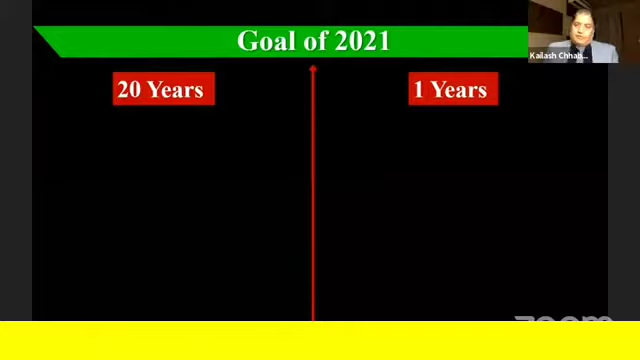 Goal of 2021
Kailash Chhab...
20 Years
1 Years
zoom